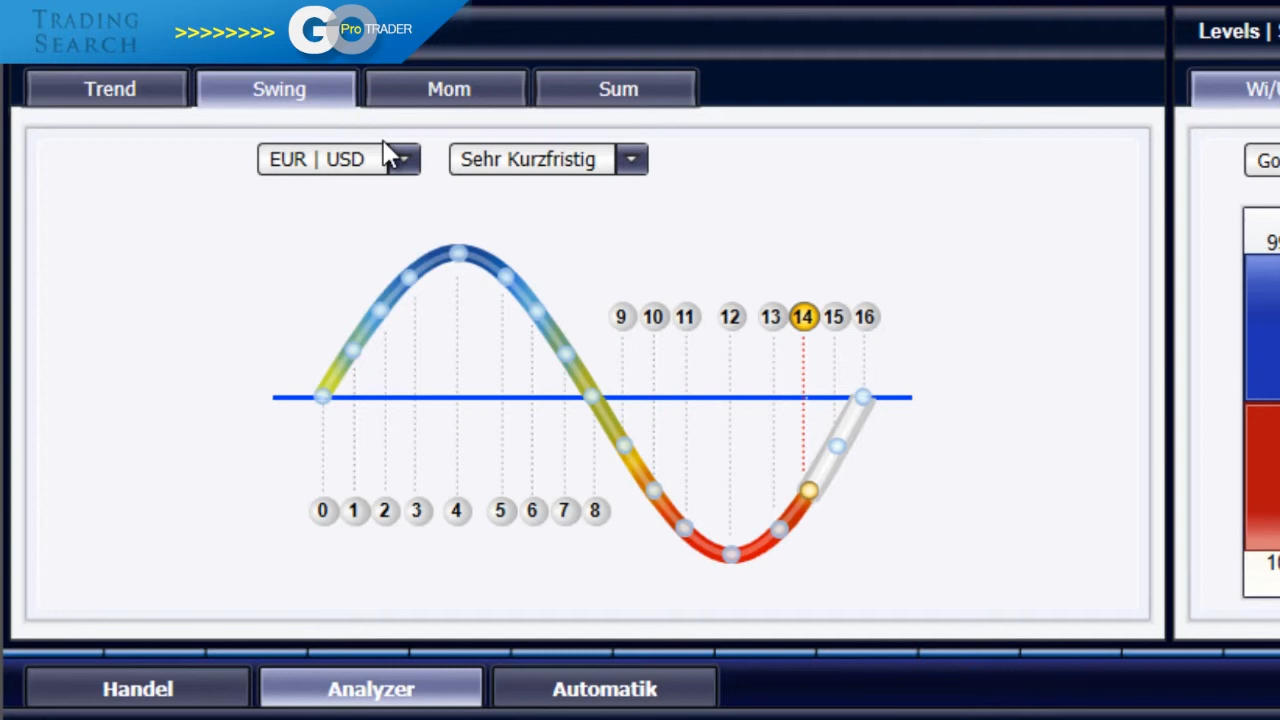 TRADING
SEARCH
>>>>>>>> GO Pro TRADER
Levels |
Trend
Swing
Mom
Sum
Wi/
EUR | USD
Sehr Kurzfristig
Go
9 10 11 12 13 14 15 16
0 1 2 3 4 5 6 7 8
Handel
Analyzer
Automatik